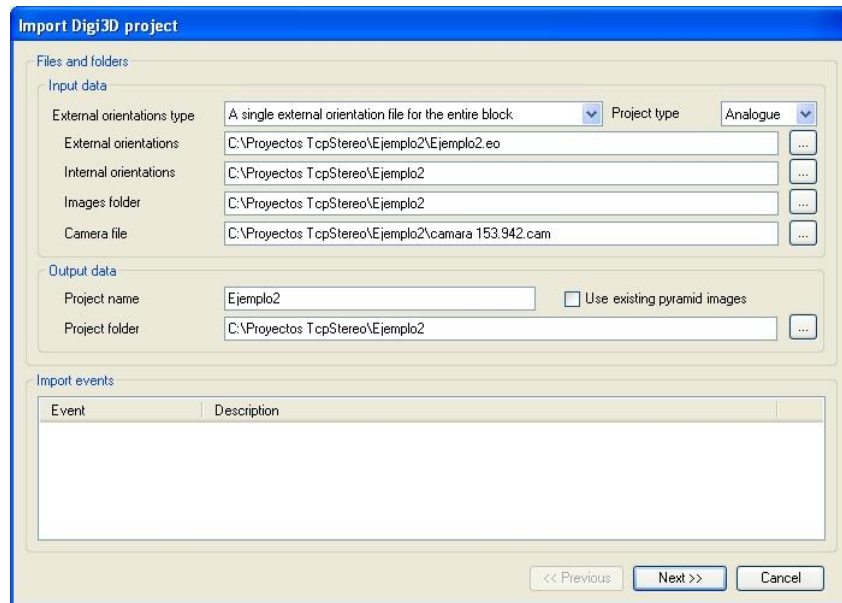 Import Digi3D project
Files and folders
Input data
External orientations type A single external orientation file for the entire block Project type Analogue
External orientations C:\Proyectos TcpStereo\Ejemplo2\Ejemplo2.eo ...
Internal orientations C:\Proyectos TcpStereo\Ejemplo2 ...
Images folder C:\Proyectos TcpStereo\Ejemplo2 ...
Camera file C:\Proyectos TcpStereo\Ejemplo2\camara 153.942.cam ...
Output data
Project name Ejemplo2 Use existing pyramid images
Project folder C:\Proyectos TcpStereo\Ejemplo2 ...
Import events
Event Description
<< Previous Next >> Cancel